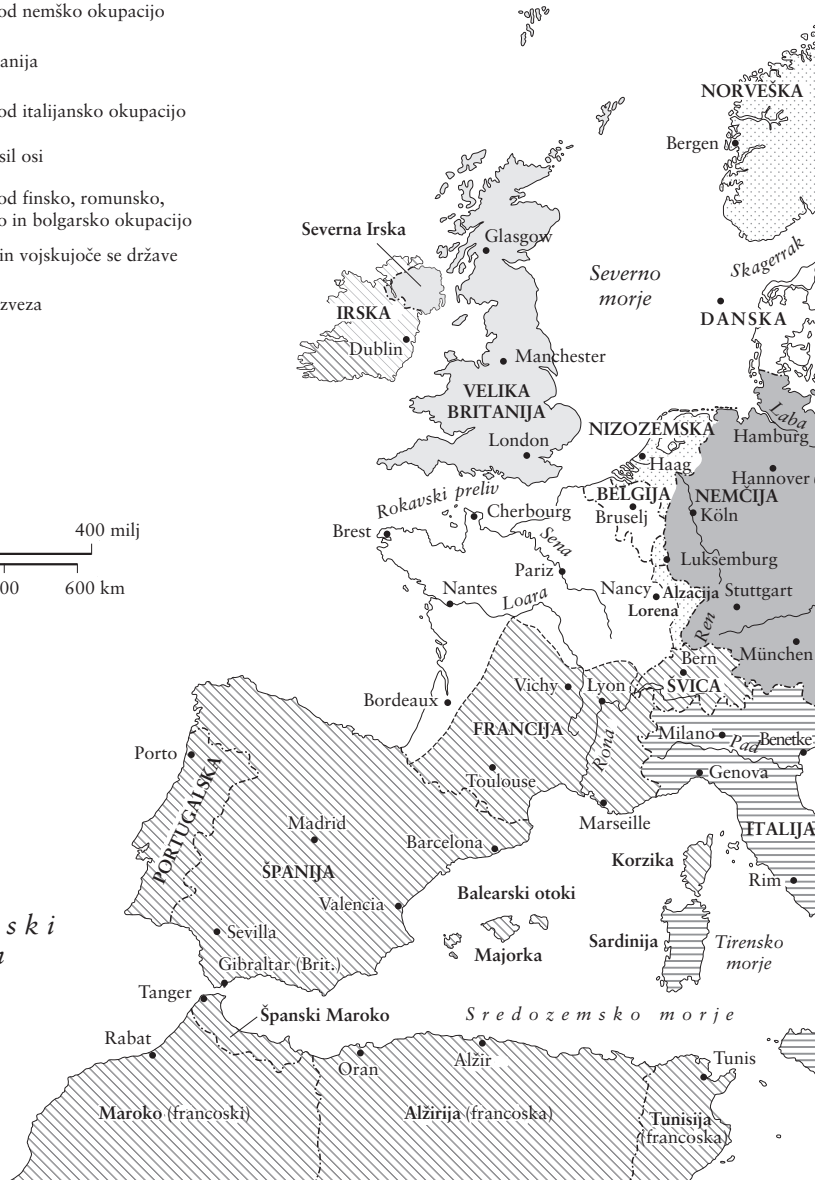 od nemško okupacijo
anija
od italijansko okupacijo
sil osi
od finsko, romunsko,
o in bolgarsko okupacijo
in vojskujoče se države
zveza
400 milj
00
600 km
NORVEŠKA
Bergen
Skagerrak
Severno
morje
DANSKA
Severna Irska
Glasgow
IRSKA
Dublin
Manchester
VELIKA
BRITANIJA
London
NIZOZEMSKA
Haag
Laba
Hamburg
Hannover
BELGIJA
Bruselj
NEMČIJA
Köln
Rokavski preliv
Cherbourg
Brest
Sena
Pariz
Luksemburg
Nantes
Loara
Nancy
Alzacija
Lorena
Stuttgart
Ren
Bern
München
ŠVICA
Vichy
Lyon
Bordeaux
FRANCIJA
Rona
Milano
Pad
Benetke
Genova
Toulouse
Marseille
ITALIJA
Porto
PORTUGALSKA
Madrid
Barcelona
ŠPANIJA
Valencia
Korzika
Rim
Balearski otoki
Majorka
Sardinija
Tirensko
morje
Sevilla
Gibraltar (Brit.)
ski
Tanger
Španski Maroko
Sredozemsko morje
Rabat
Oran
Alžir
Tunis
Maroko (francoski)
Alžirija (francoska)
Tunisija
(francoska)